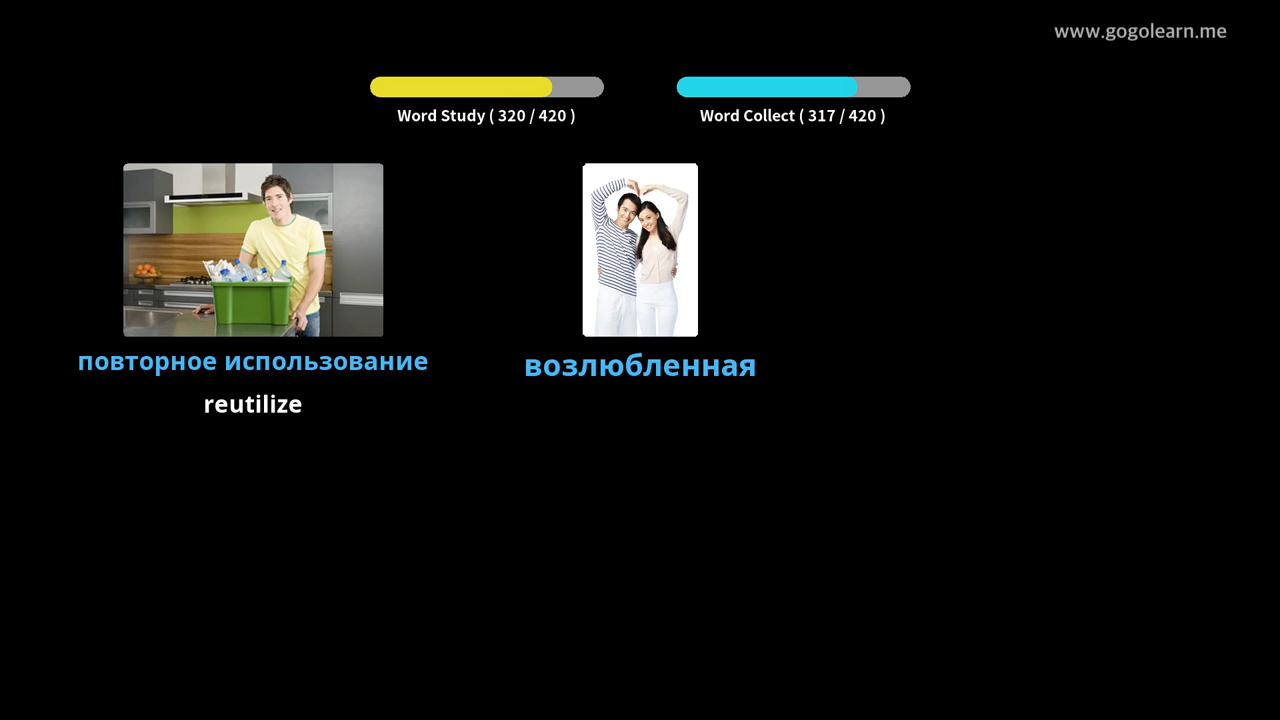 www.gogolearn.me
Word Study ( 320 / 420 )
Word Collect ( 317 / 420 )
повторное использование
reutilize
возлюбленная